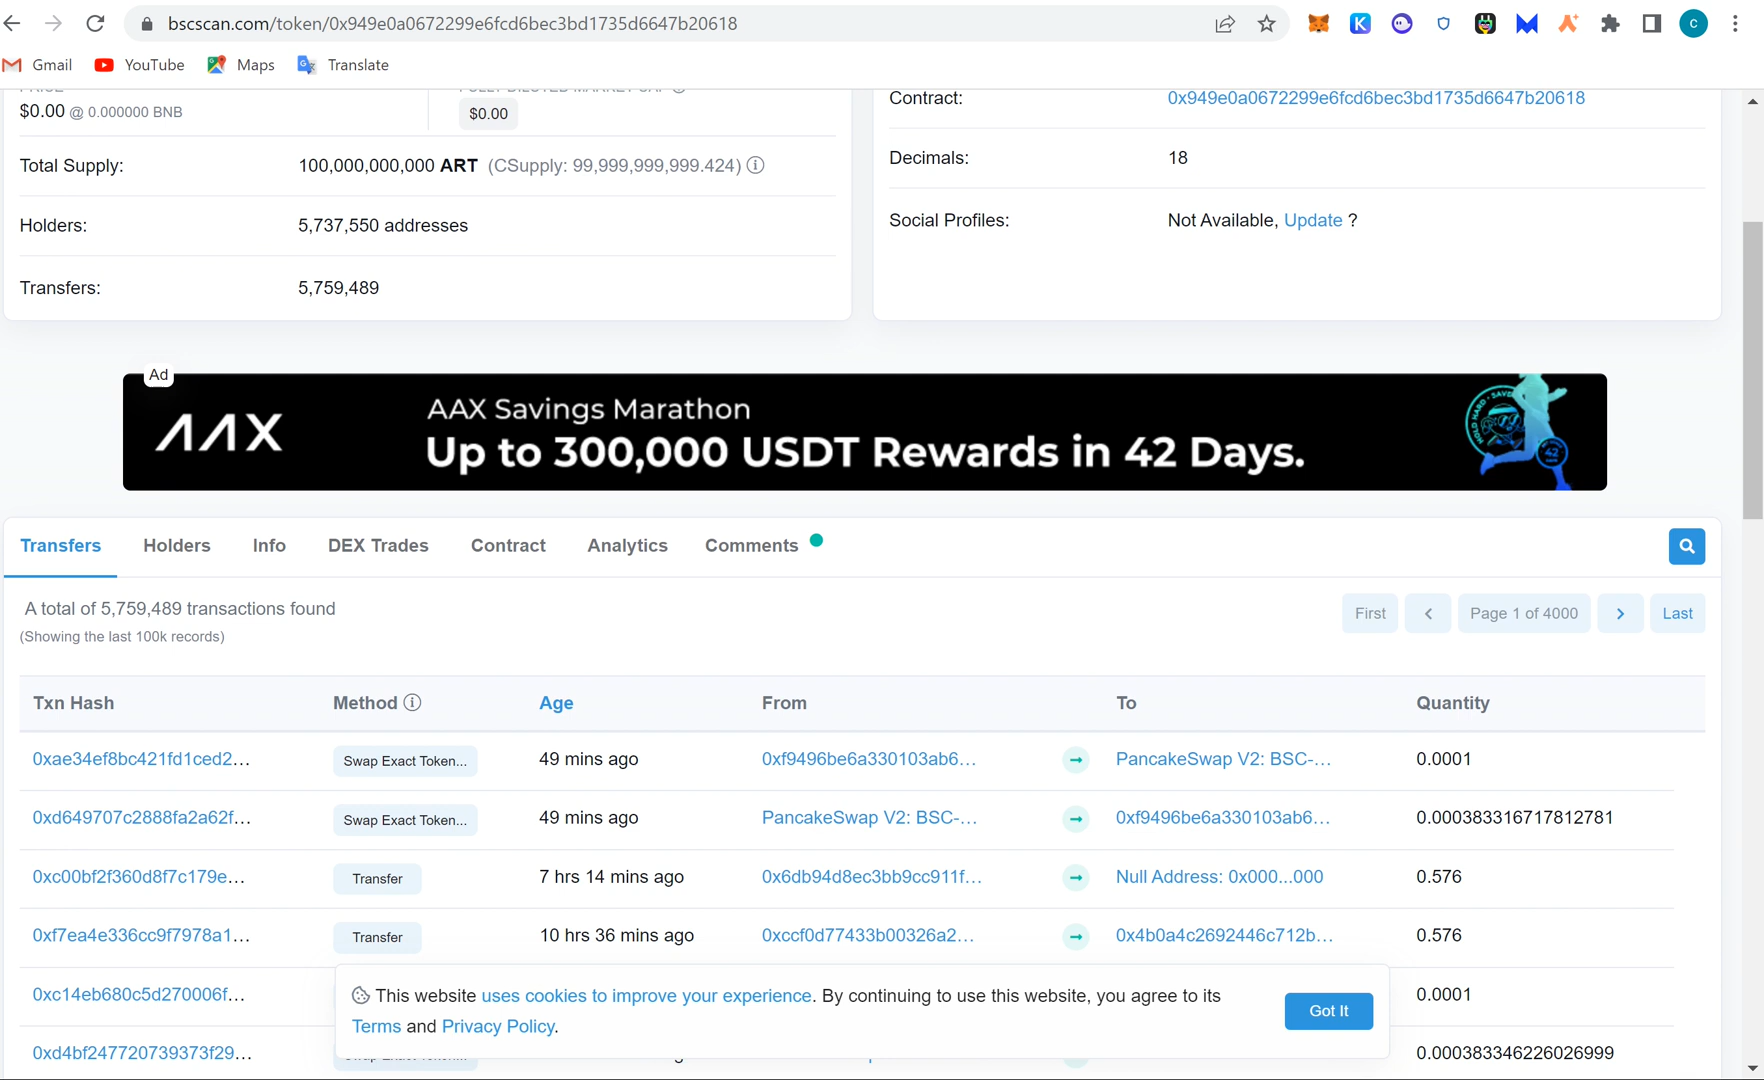 bscscan.com/token/0x949e0a0672299e6fcd6bec3bd1735d6647b20618
K
C
Gmail YouTube Maps Translate
$0.00 @ 0.000000 BNB
$0.00
Contract: 0x949e0a0672299e6fcd6bec3bd1735d6647b20618
Total Supply: 100,000,000,000 ART (CSupply: 99,999,999,999.424)
Decimals: 18
Holders: 5,737,550 addresses
Social Profiles: Not Available, Update ?
Transfers: 5,759,489
Ad
AAX
AAX Savings Marathon
Up to 300,000 USDT Rewards in 42 Days.
Transfers Holders Info DEX Trades Contract Analytics Comments
A total of 5,759,489 transactions found
(Showing the last 100k records)
First Page 1 of 4000 Last
Txn Hash Method Age From To Quantity
0xae34ef8bc421fd1ced2... Swap Exact Token... 49 mins ago 0xf9496be6a330103ab6... PancakeSwap V2: BSC-... 0.0001
0xd649707c2888fa2a62f... Swap Exact Token... 49 mins ago PancakeSwap V2: BSC-... 0xf9496be6a330103ab6... 0.000383316717812781
0xc00bf2f360d8f7c179e... Transfer 7 hrs 14 mins ago 0x6db94d8ec3bb9cc911f... Null Address: 0x000...000 0.576
0xf7ea4e336cc9f7978a1... Transfer 10 hrs 36 mins ago 0xccf0d77433b00326a2... 0x4b0a4c2692446c712b... 0.576
0xc14eb680c5d270006f... 0.0001
0xd4bf247720739373f29... 0.000383346226026999
This website uses cookies to improve your experience. By continuing to use this website, you agree to its
Terms and Privacy Policy.
Got It